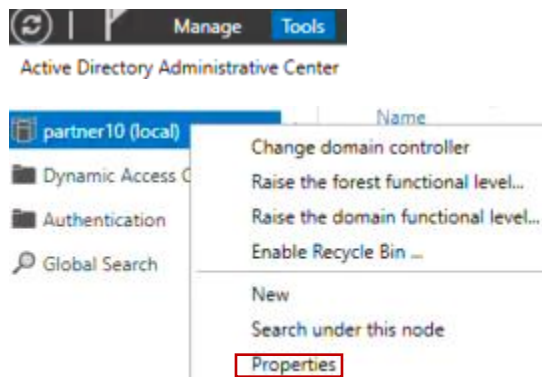 Manage Tools
Active Directory Administrative Center
Name
partner10 (local)
Change domain controller
Dynamic Access
Raise the forest functional level...
Authentication
Raise the domain functional level...
Enable Recycle Bin ...
Global Search
New
Search under this node
Properties